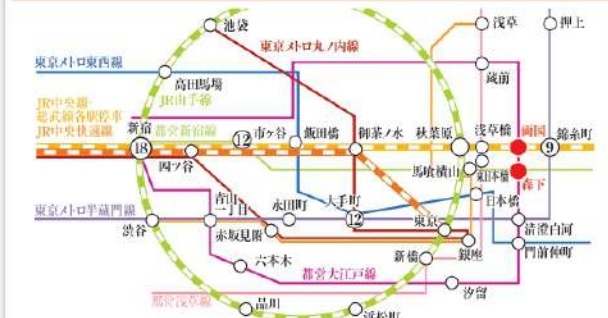 池袋
浅草
押上
東京メトロ丸ノ内線
東京メトロ東西線
高田馬場
蔵前
JR中央線・
総武線各駅停車
JR中央快速線
JR山手線
新宿
都営新宿線
市ヶ谷
飯田橋
御茶ノ水
秋葉原
浅草橋
両国
錦糸町
18
12
9
四ツ谷
馬喰横山
東日本橋
森下
青山
一丁目
永田町
大手町
日本橋
東京メトロ半蔵門線
12
渋谷
赤坂見附
東京
銀座
清澄白河
門前仲町
新橋
六本木
都営大江戸線
汐留
都営浅草線
品川
浜松町